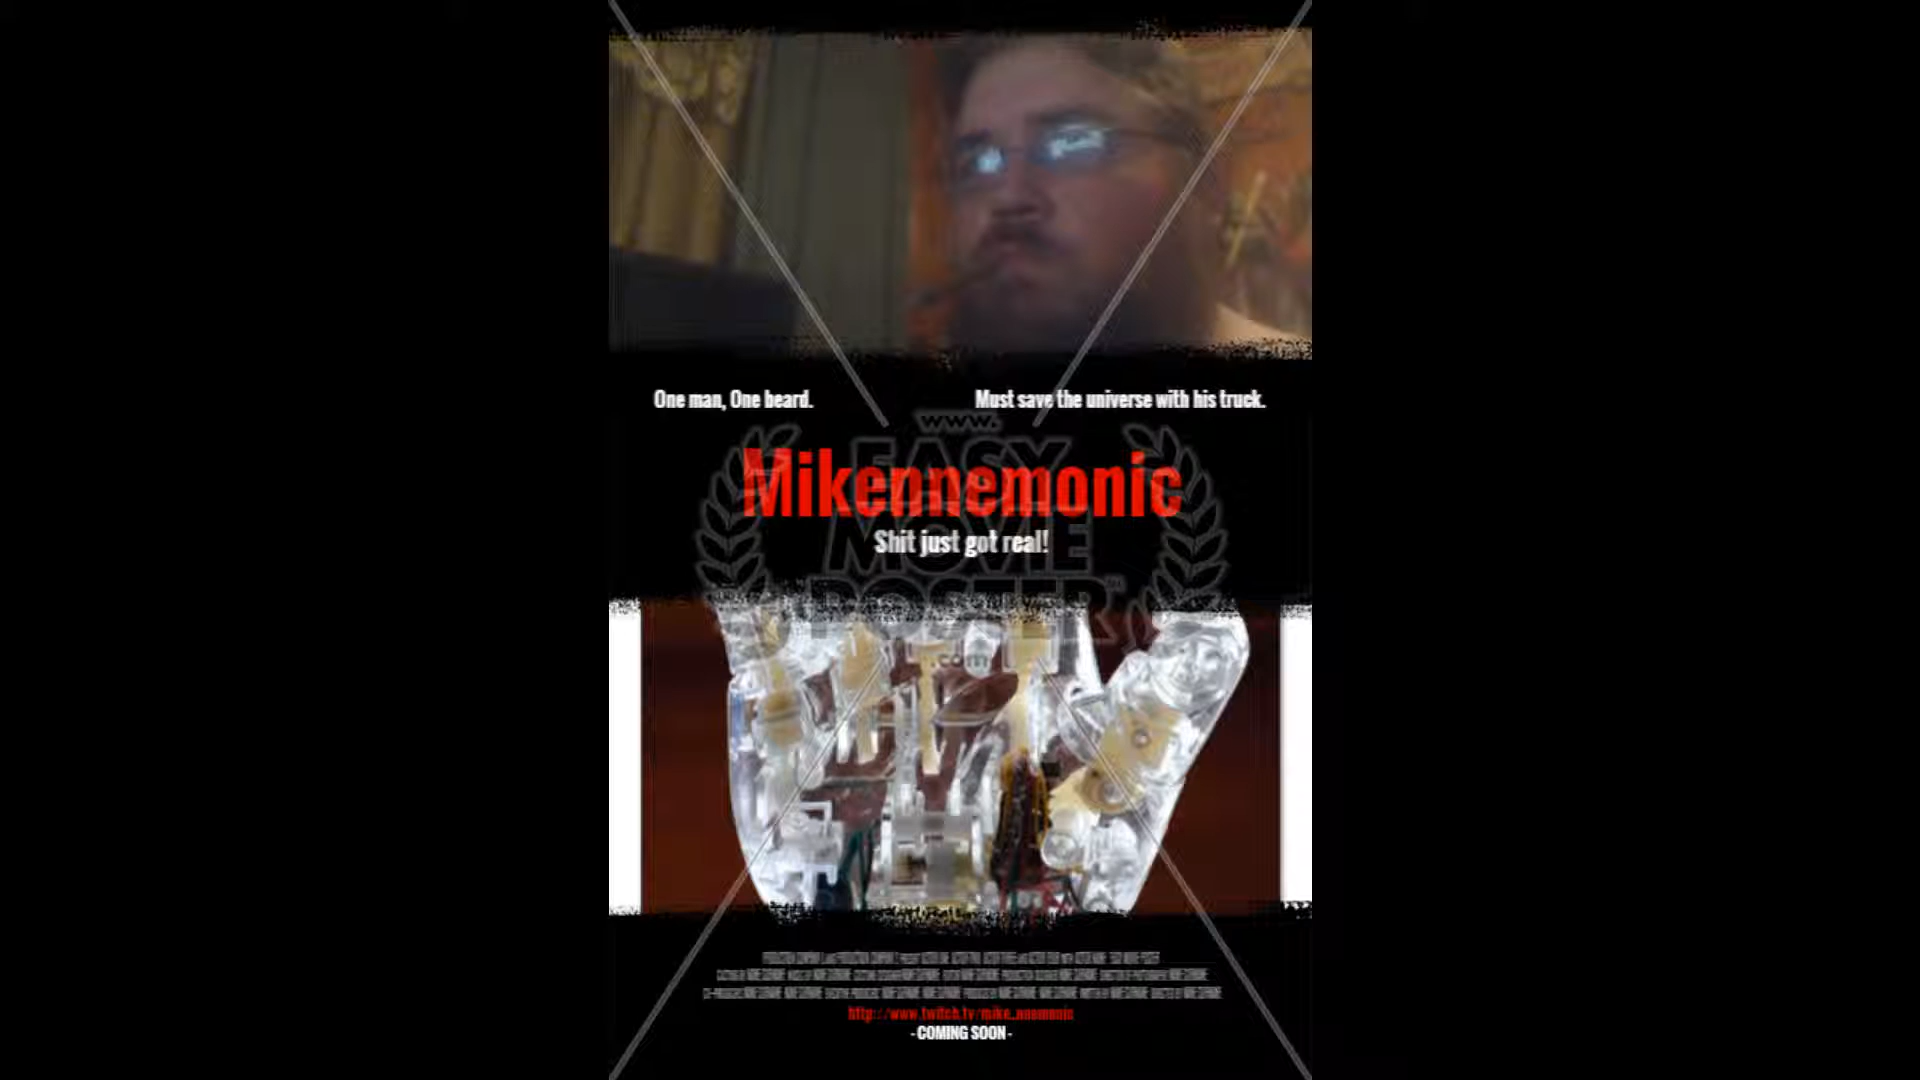 One man, One beard. Must save the universe with his truck.
www.
EASY
Mikennemonic
MOVIE
Shit just got real!
POSTER
.com
http://www.twitch.tv/mike_nnemonic
- COMING SOON -